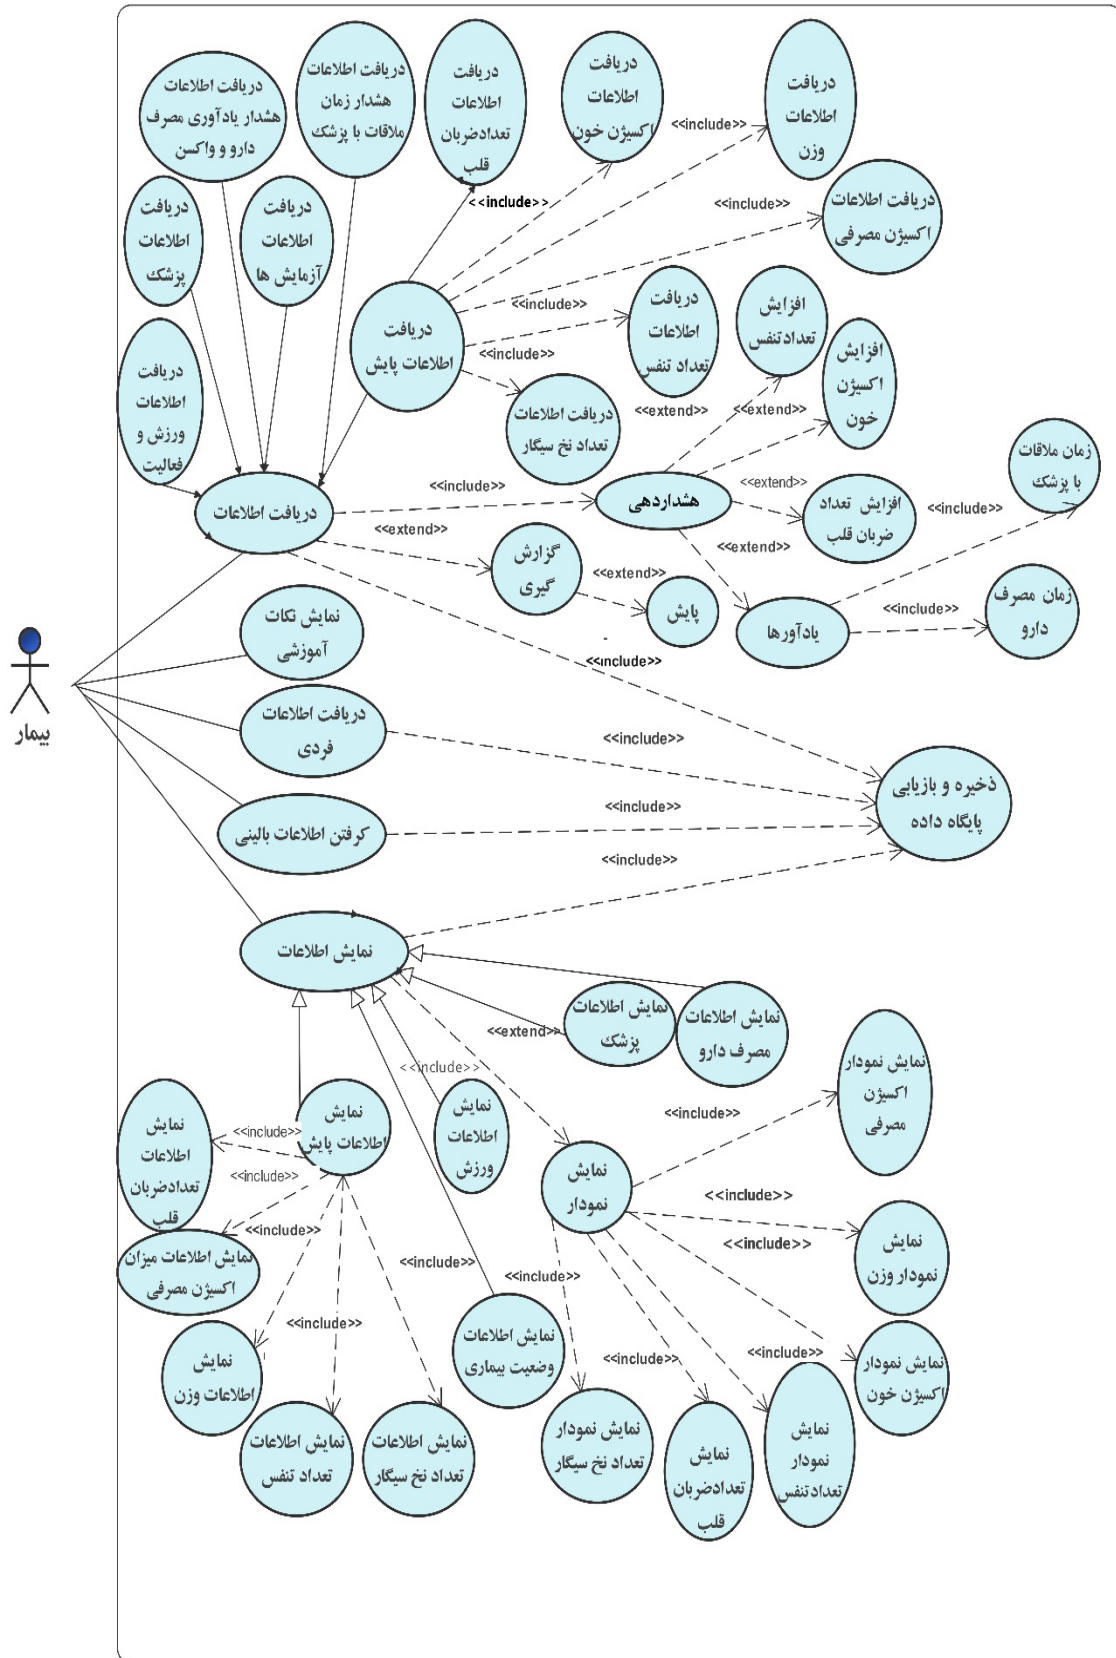 دریافت اطلاعات
هشدار یادآوری مصرف
دارو و واکسن
دریافت اطلاعات
هشدار زمان
ملاقات با پزشک
دریافت
اطلاعات
تعدادضربان
قلب
دریافت
اطلاعات
اکسیژن خون
دریافت
اطلاعات
وزن
<<include>>
<<include>>
<<include>>
دریافت اطلاعات
اکسیژن مصرفی
دریافت
اطلاعات
پزشک
دریافت
اطلاعات
آزمایش ها
دریافت
اطلاعات پایش
<<include>>
دریافت
اطلاعات
تعداد تنفس
افزایش
تعدادتنفس
افزایش
اکسیژن
خون
دریافت
اطلاعات
ورزش و
فعالیت
<<include>>
دریافت اطلاعات
تعداد نخ سیگار
<<extend>>
<<extend>>
زمان ملاقات
با پزشک
دریافت اطلاعات
<<include>>
هشداردهی
<<extend>>
افزایش تعداد
ضربان قلب
<<include>>
<<extend>>
گزارش
گیری
<<extend>>
پایش
<<extend>>
یادآورها
<<include>>
زمان مصرف
دارو
بیمار
نمایش نکات
آموزشی
<<include>>
دریافت اطلاعات
فردی
<<include>>
ذخیره و بازیابی
پایگاه داده
کرفتن اطلاعات بالینی
<<include>>
<<include>>
نمایش اطلاعات
<<extend>>
نمایش اطلاعات
پزشک
نمایش اطلاعات
مصرف دارو
<<include>>
نمایش نمودار
اکسیژن
مصرفی
نمایش
اطلاعات
تعدادضربان
قلب
<<include>>
نمایش
اطلاعات پایش
نمایش
اطلاعات
ورزش
<<include>>
نمایش
نمودار
<<include>>
<<include>>
<<include>>
<<include>>
نمایش
نمودار وزن
نمایش اطلاعات میزان
اکسیژن مصرفی
<<include>>
<<include>>
نمایش
اطلاعات وزن
<<include>>
نمایش اطلاعات
وضعیت بیماری
<<include>>
<<include>>
نمایش نمودار
اکسیژن خون
نمایش اطلاعات
تعداد تنفس
نمایش اطلاعات
تعداد نخ سیگار
نمایش نمودار
تعداد نخ سیگار
نمایش
تعدادضربان
قلب
نمایش
نمودار
تعدادتنفس